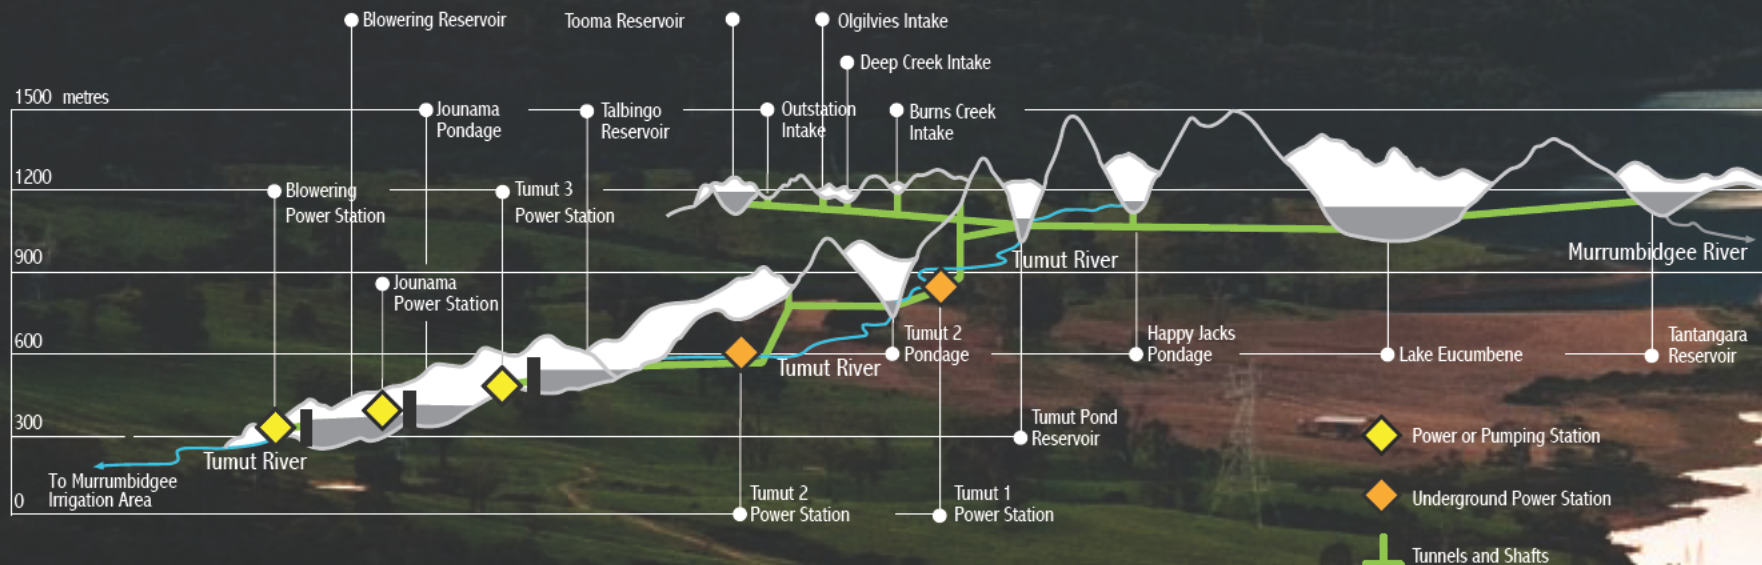 Blowering Reservoir
Tooma Reservoir
Olgilvies Intake
Deep Creek Intake
1500 metres
Jounama
Pondage
Talbingo
Reservoir
Outstation
Intake
Burns Creek
Intake
1200
Blowering
Power Station
Tumut 3
Power Station
900
Jounama
Power Station
Tumut River
Murrumbidgee River
600
Tumut River
Tumut 2
Pondage
Happy Jacks
Pondage
Lake Eucumbene
Tantangara
Reservoir
300
Tumut River
Tumut Pond
Reservoir
Power or Pumping Station
To Murrumbidgee
Irrigation Area
0
Tumut 2
Power Station
Tumut 1
Power Station
Underground Power Station
Tunnels and Shafts